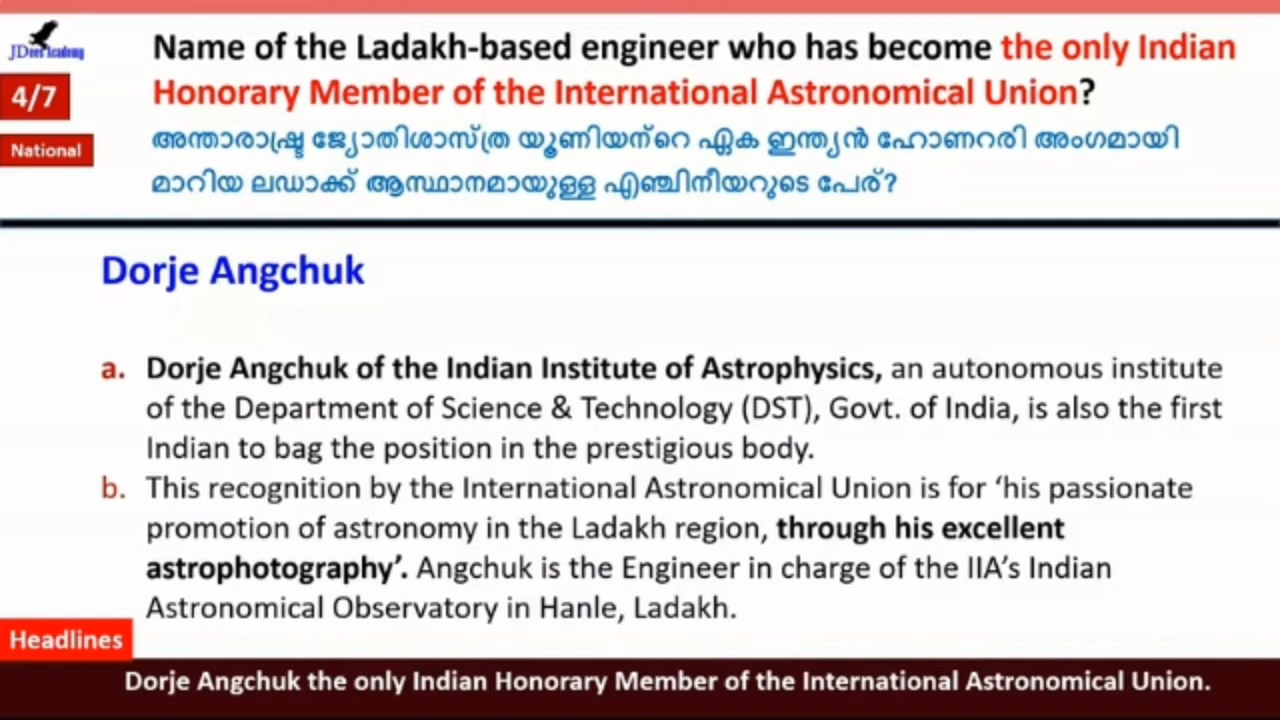 JDeez Academy
Name of the Ladakh-based engineer who has become the only Indian
Honorary Member of the International Astronomical Union?
4/7
National
അന്താരാഷ്ട്ര ജ്യോതിശാസ്ത്ര യൂണിയന്റെ ഏക ഇന്ത്യൻ ഹോണററി അംഗമായി
മാറിയ ലഡാക്ക് ആസ്ഥാനമായുള്ള എഞ്ചിനീയറുടെ പേര്?
Dorje Angchuk
a. Dorje Angchuk of the Indian Institute of Astrophysics, an autonomous institute
of the Department of Science & Technology (DST), Govt. of India, is also the first
Indian to bag the position in the prestigious body.
b. This recognition by the International Astronomical Union is for ‘his passionate
promotion of astronomy in the Ladakh region, through his excellent
astrophotography’. Angchuk is the Engineer in charge of the IIA’s Indian
Astronomical Observatory in Hanle, Ladakh.
Headlines
Dorje Angchuk the only Indian Honorary Member of the International Astronomical Union.